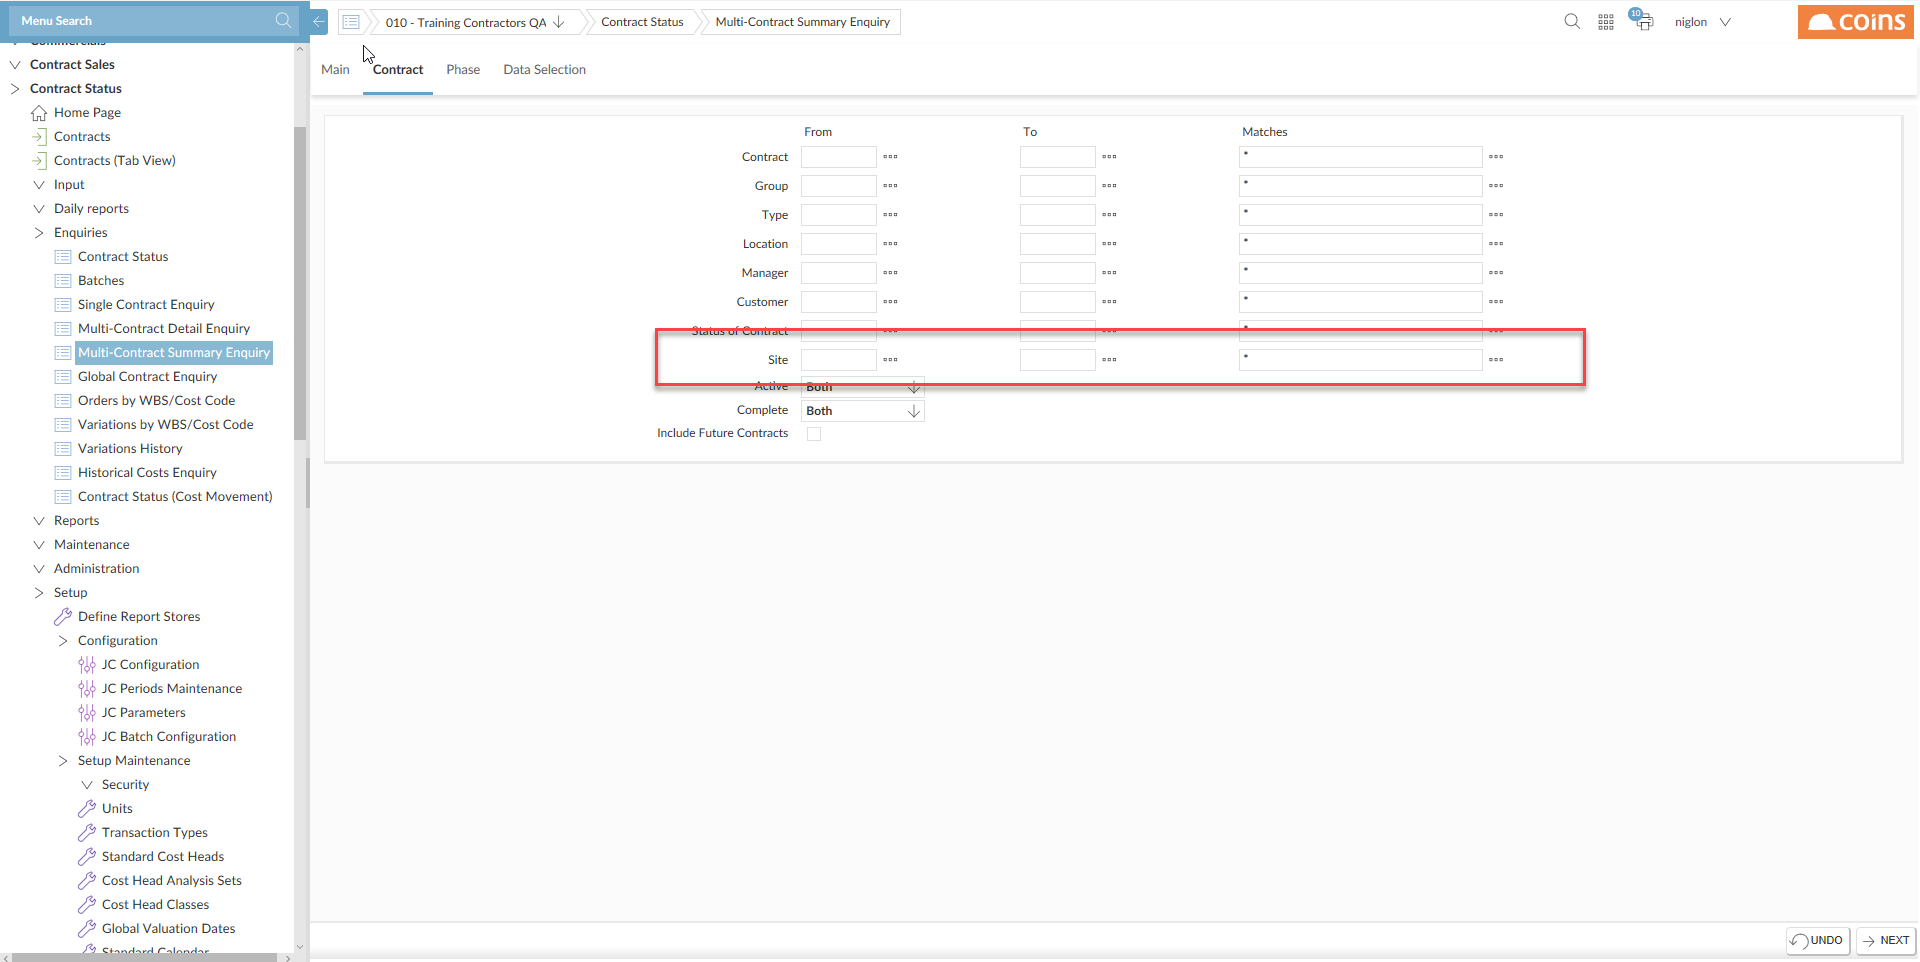 Menu Search
010 - Training Contractors QA
Contract Status
Multi-Contract Summary Enquiry
10
niglon
coins
Commercials
Contract Sales
Contract Status
Home Page
Contracts
Contracts (Tab View)
Input
Daily reports
Enquiries
Contract Status
Batches
Single Contract Enquiry
Multi-Contract Detail Enquiry
Multi-Contract Summary Enquiry
Global Contract Enquiry
Orders by WBS/Cost Code
Variations by WBS/Cost Code
Variations History
Historical Costs Enquiry
Contract Status (Cost Movement)
Reports
Maintenance
Administration
Setup
Define Report Stores
Configuration
JC Configuration
JC Periods Maintenance
JC Parameters
JC Batch Configuration
Setup Maintenance
Security
Units
Transaction Types
Standard Cost Heads
Cost Head Analysis Sets
Cost Head Classes
Global Valuation Dates
Standard Calendar
Main Contract Phase Data Selection
From To Matches
Contract *
Group *
Type *
Location *
Manager *
Customer *
Status of Contract *
Site *
Active Both
Complete Both
Include Future Contracts
UNDO NEXT